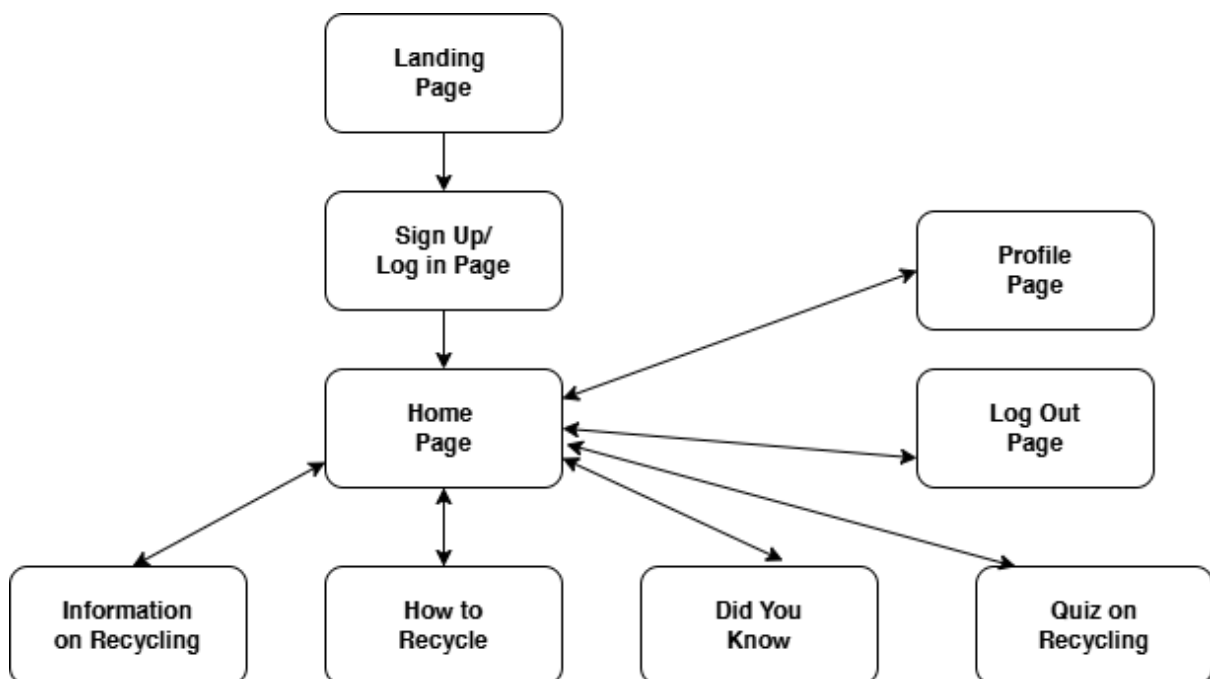 Landing
Page
Sign Up/
Log in Page
Profile
Page
Home
Page
Log Out
Page
Information
on Recycling
How to
Recycle
Did You
Know
Quiz on
Recycling